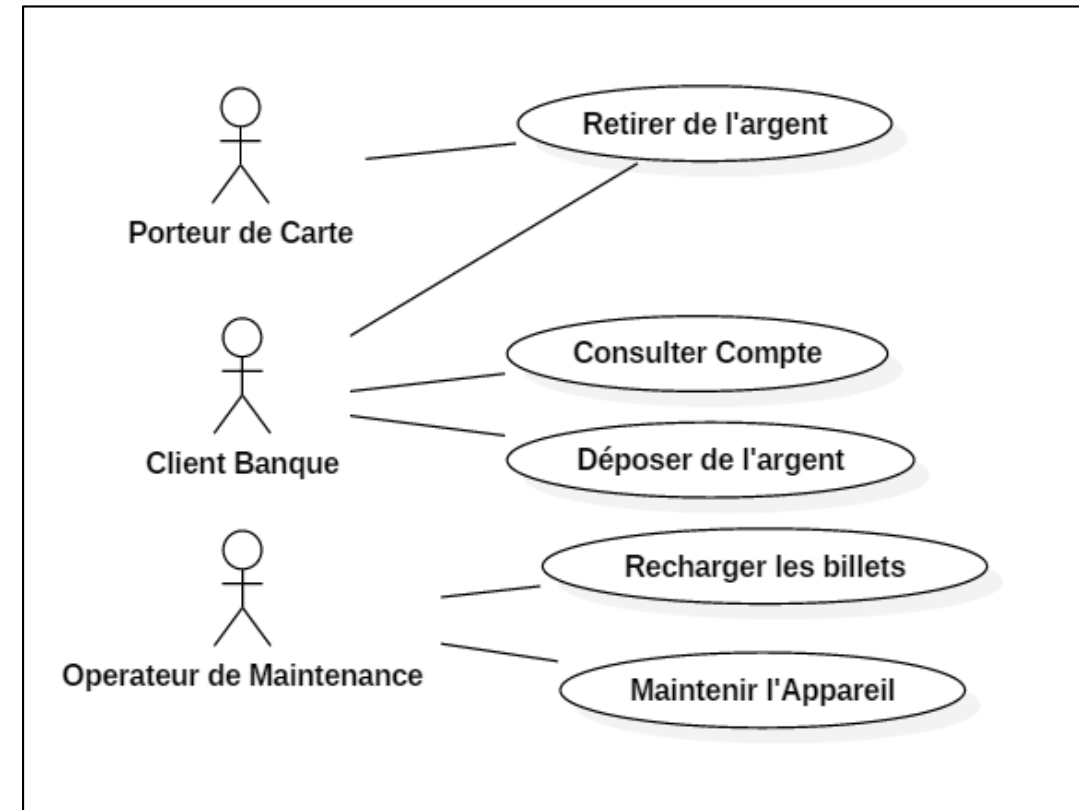 Retirer de l'argent
Porteur de Carte
Consulter Compte
Client Banque
Déposer de l'argent
Recharger les billets
Operateur de Maintenance
Maintenir l'Appareil